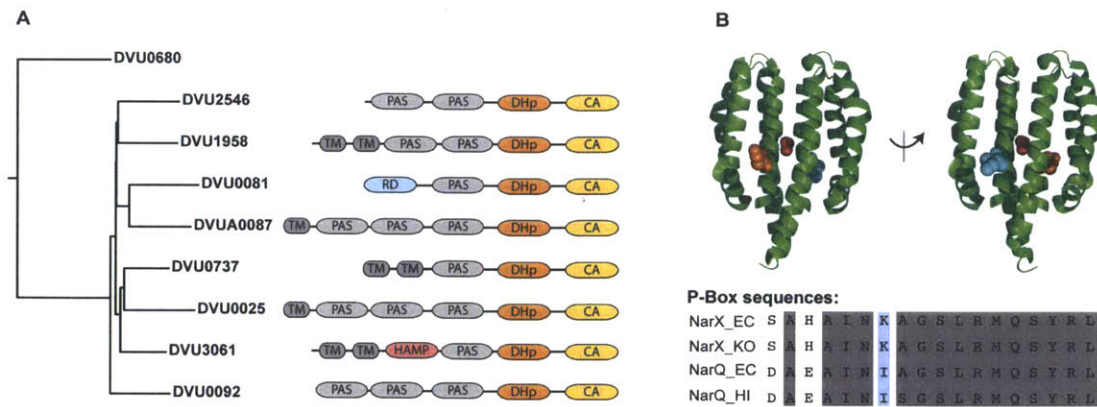 A
B
DVU0680
DVU2546 PAS PAS DHp CA
DVU1958 TM TM PAS PAS DHp CA
DVU0081 RD PAS DHp CA
DVUA0087 TM PAS PAS PAS DHp CA
DVU0737 TM TM PAS DHp CA
DVU0025 TM PAS PAS PAS DHp CA
DVU3061 TM TM HAMP PAS DHp CA
DVU0092 PAS PAS PAS DHp CA
P-Box sequences:
NarX_EC S A H A I N K A G S L R M Q S Y R L
NarX_KO S A H A I N K A G S L R M Q S Y R L
NarQ_EC D A E A I N I A G S L R M Q S Y R L
NarQ_HI D A E A I N I S G S L R M Q S Y R L